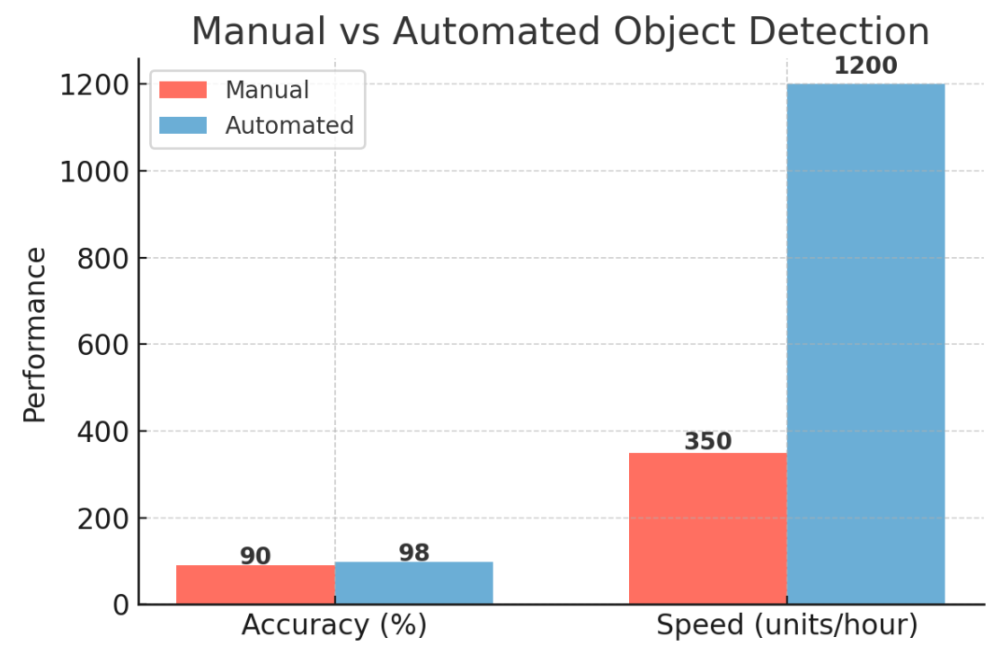 Manual vs Automated Object Detection
Manual
Automated
Performance
1200
1000
800
600
400
200
0
90
98
350
1200
Accuracy (%)
Speed (units/hour)